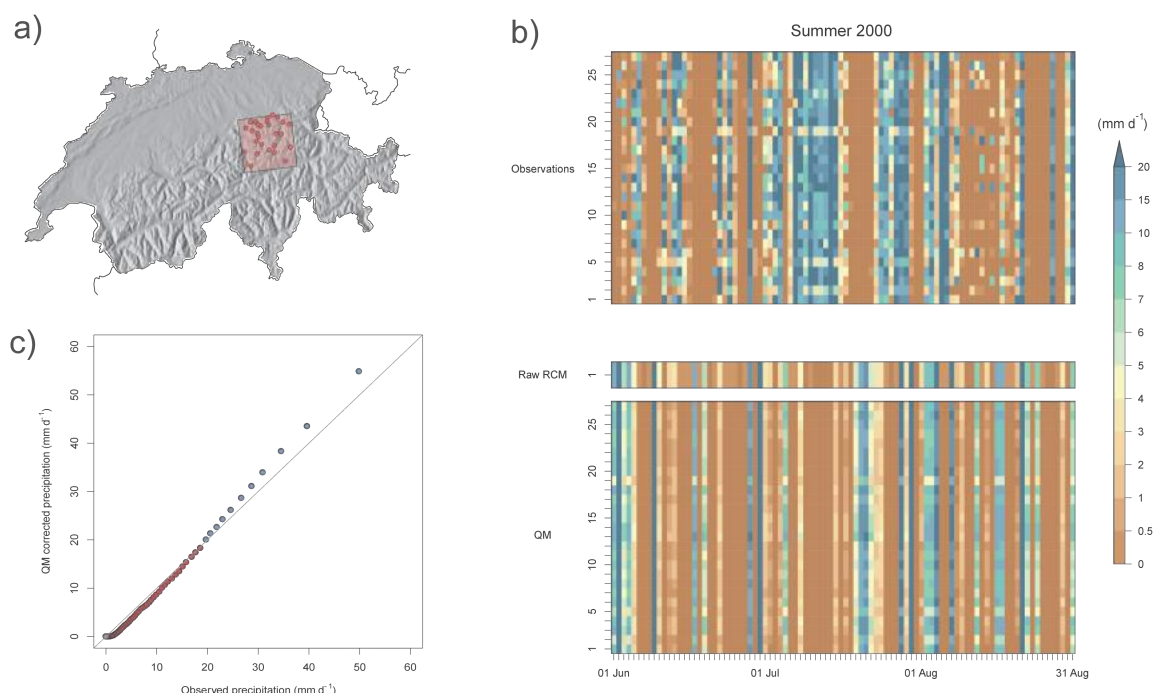 a)
b)
Summer 2000
Observations
1
5
10
15
20
25
Raw RCM
1
QM
1
5
10
15
20
25
01 Jun
01 Jul
01 Aug
31 Aug
(mm d⁻¹)
20
15
10
8
7
6
5
4
3
2
1
0.5
0
c)
QM corrected precipitation (mm d⁻¹)
0
10
20
30
40
50
60
0
10
20
30
40
50
60
Observed precipitation (mm d⁻¹)